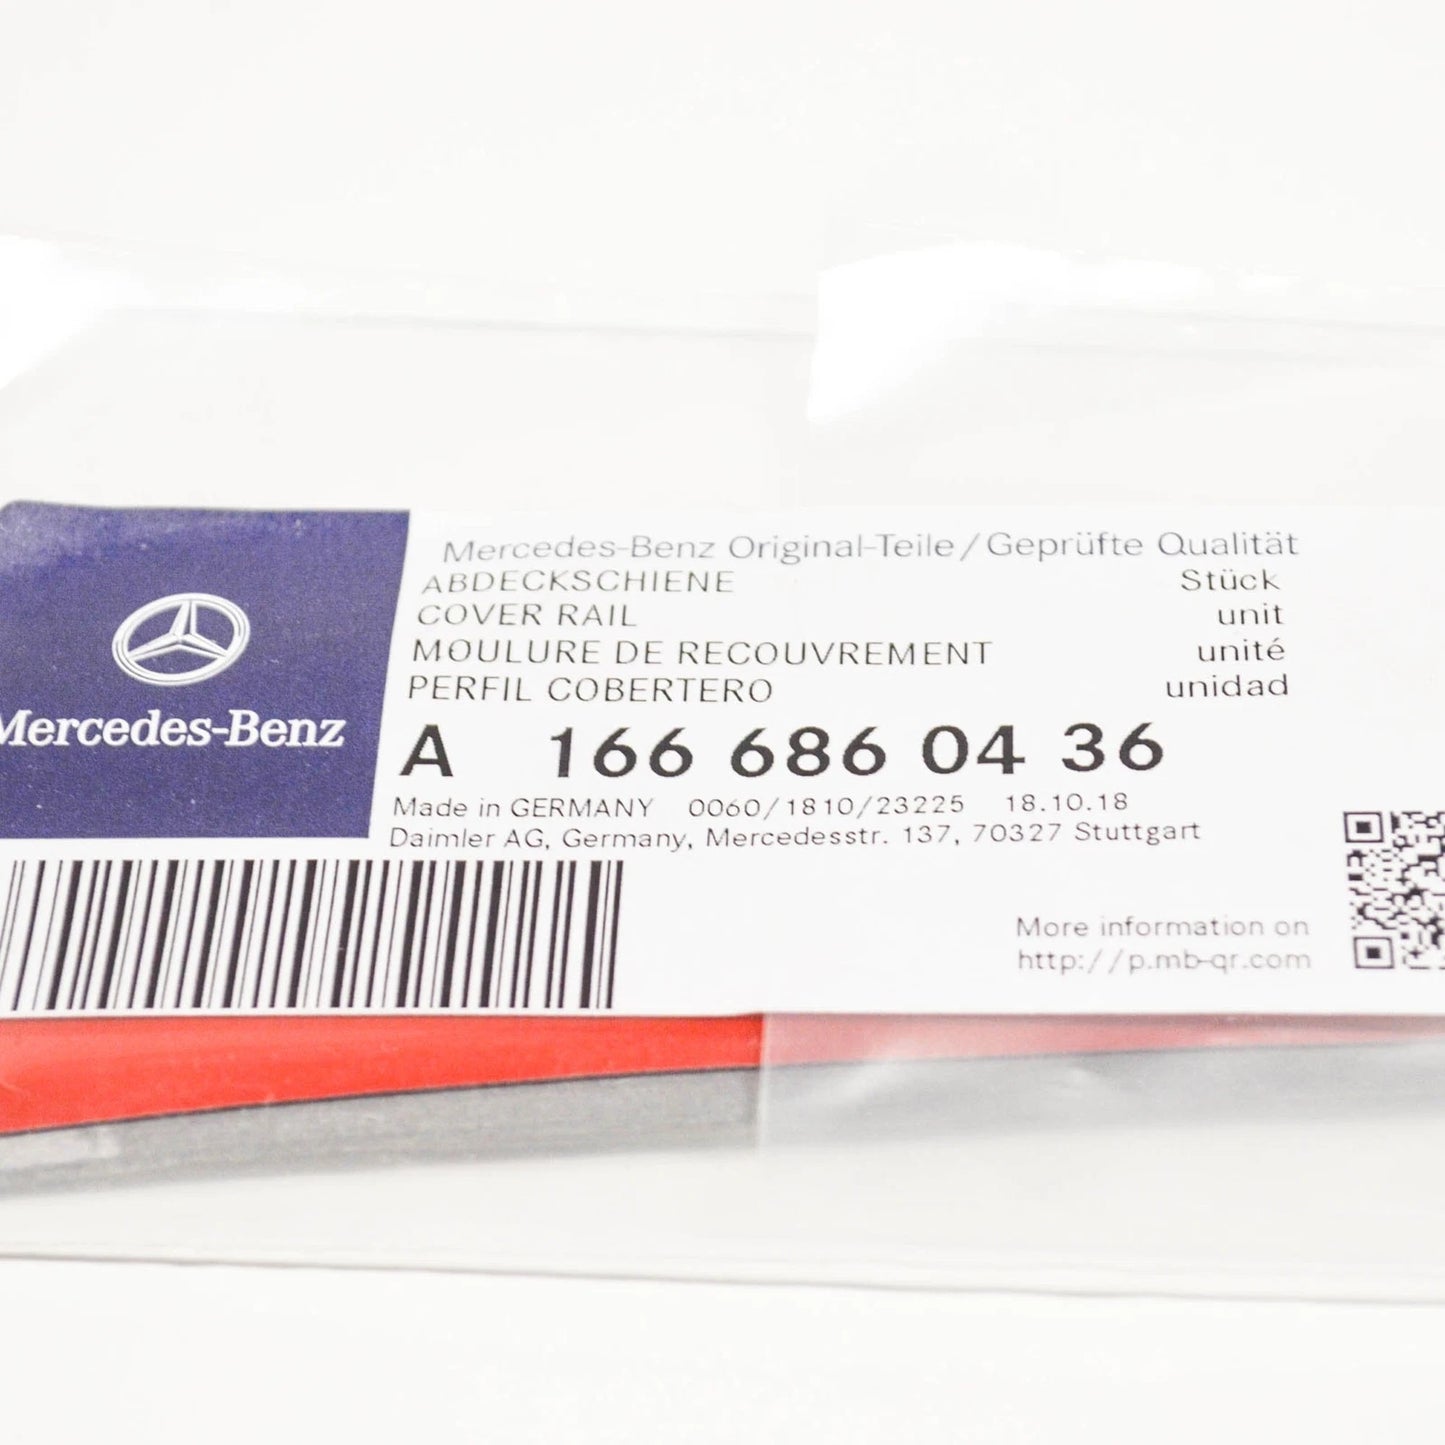 Mercedes-Benz
Mercedes-Benz Original-Teile/Geprüfte Qualität
ABDECKSCHIENE Stück
COVER RAIL unit
MOULURE DE RECOUVREMENT unité
PERFIL COBERTERO unidad
A 166 686 04 36
Made in GERMANY 0060/1810/23225 18.10.18
Daimler AG, Germany, Mercedesstr. 137, 70327 Stuttgart
More information on
http://p.mb-qr.com